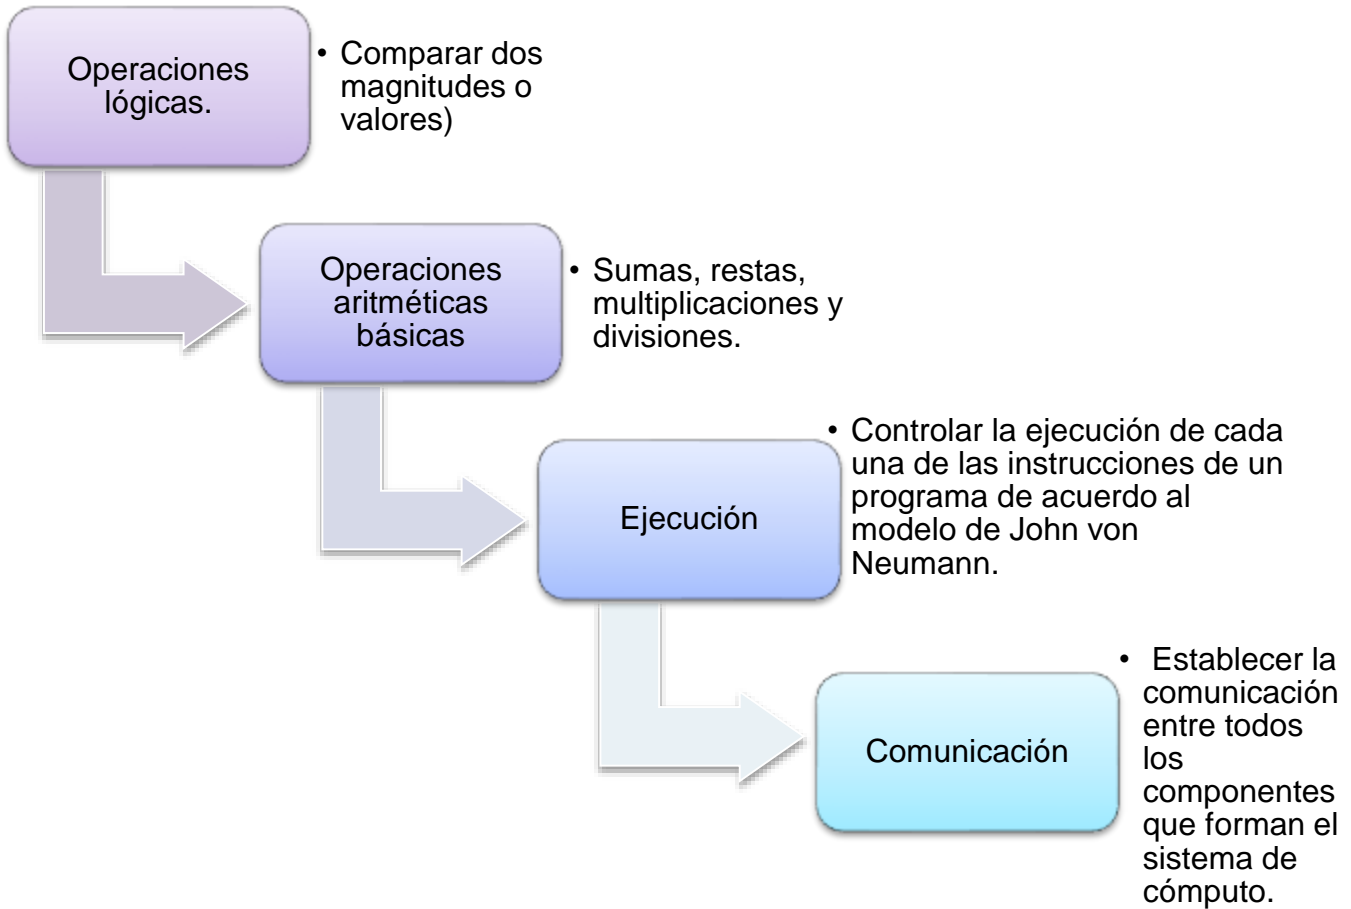 Operaciones
lógicas.
• Comparar dos
magnitudes o
valores)
Operaciones
aritméticas
básicas
• Sumas, restas,
multiplicaciones y
divisiones.
Ejecución
• Controlar la ejecución de cada
una de las instrucciones de un
programa de acuerdo al
modelo de John von
Neumann.
Comunicación
• Establecer la
comunicación
entre todos
los
componentes
que forman el
sistema de
cómputo.